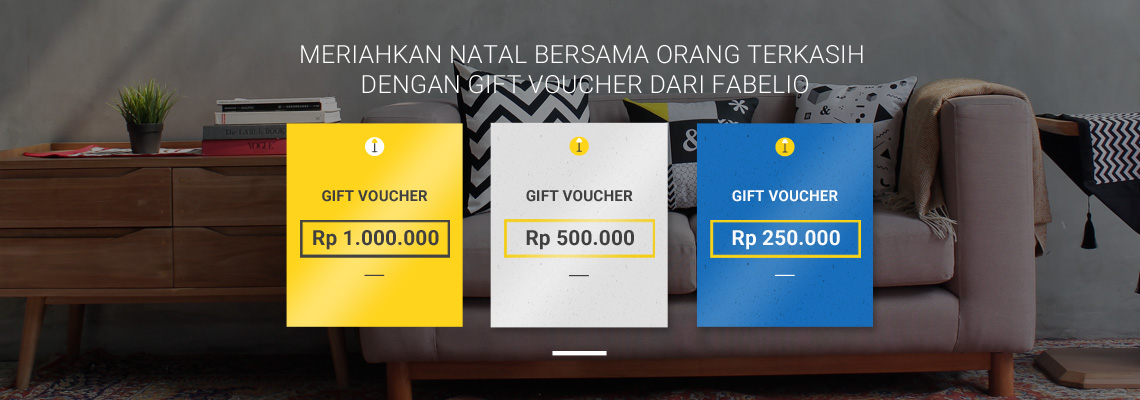 MERIAHKAN NATAL BERSAMA ORANG TERKASIH
DENGAN GIFT VOUCHER DARI FABELIO
GIFT VOUCHER
Rp 1.000.000
GIFT VOUCHER
Rp 500.000
GIFT VOUCHER
Rp 250.000
VOGUE
&
&